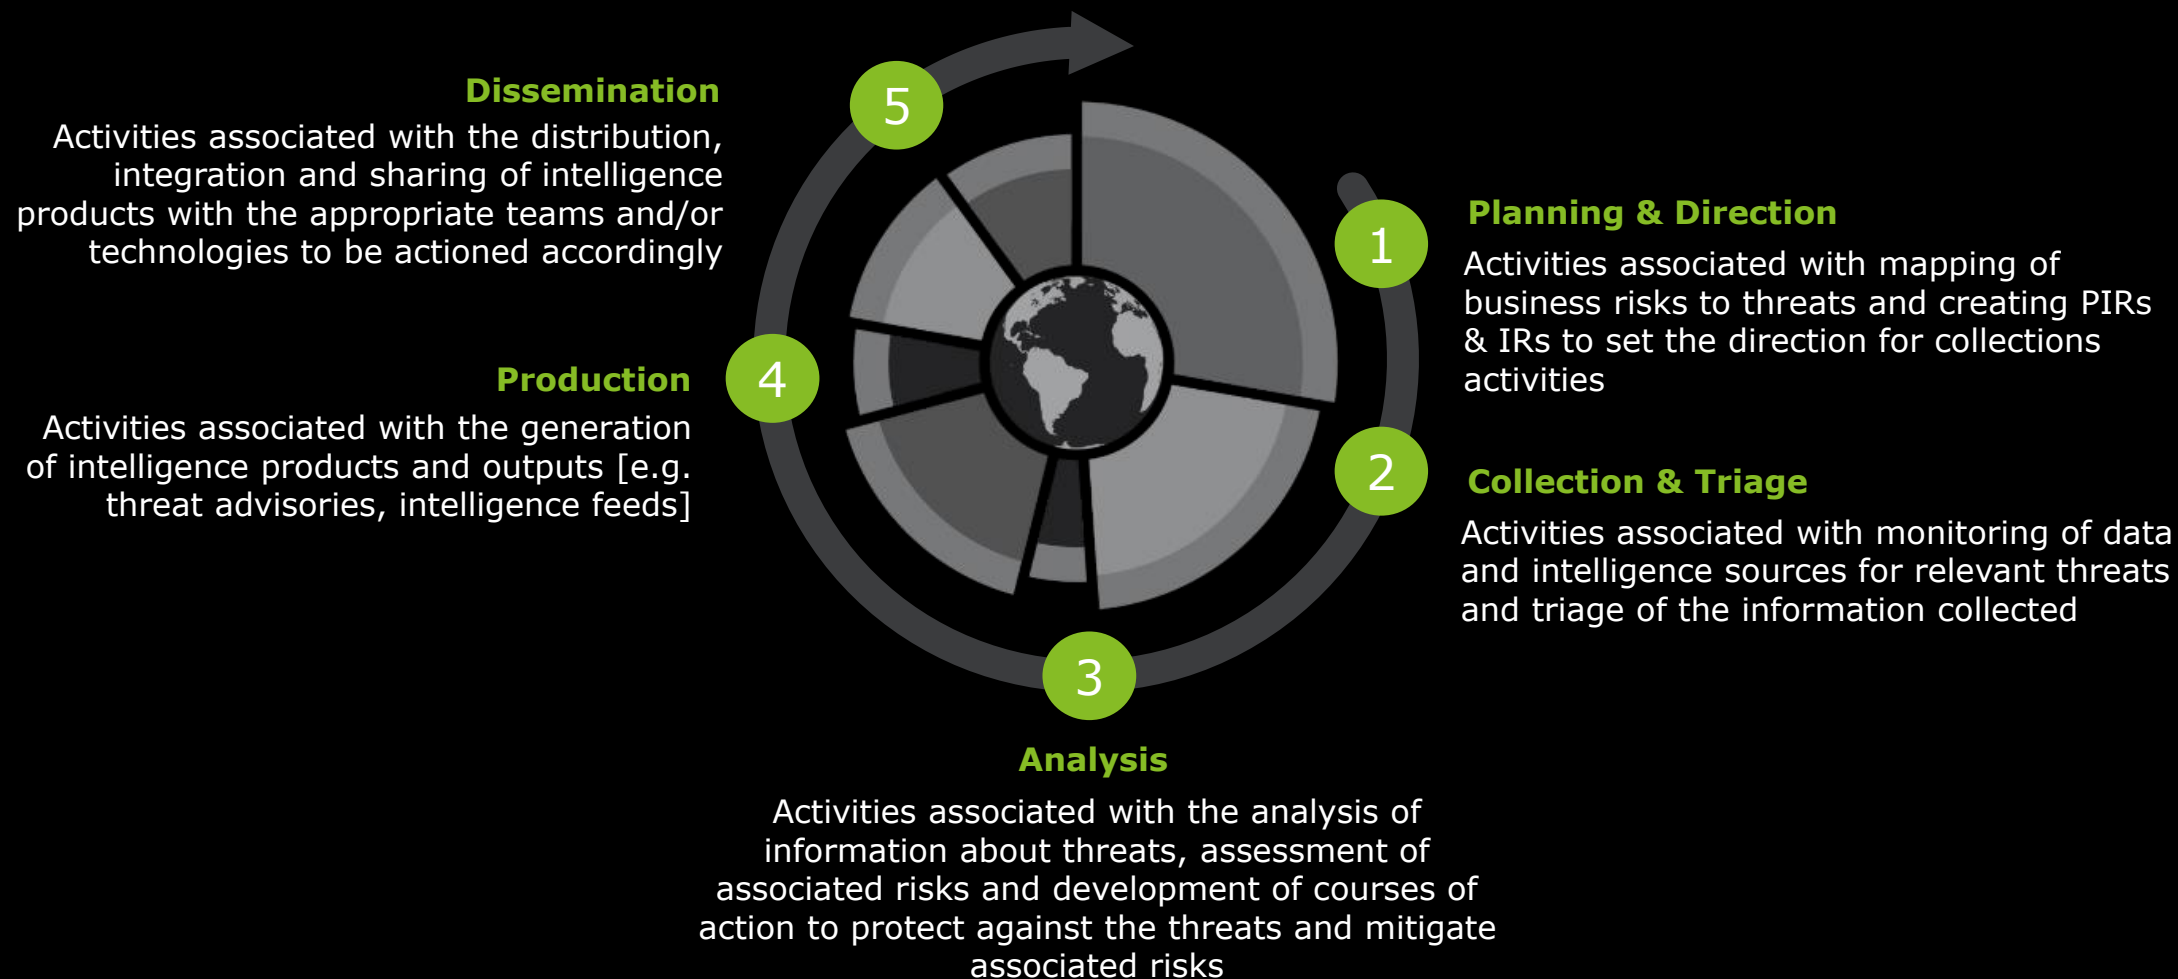 1
Planning & Direction
Activities associated with mapping of
business risks to threats and creating PIRs
& IRs to set the direction for collections
activities
2
Collection & Triage
Activities associated with monitoring of data
and intelligence sources for relevant threats
and triage of the information collected
3
Analysis
Activities associated with the analysis of
information about threats, assessment of
associated risks and development of courses of
action to protect against the threats and mitigate
associated risks
4
Production
Activities associated with the generation
of intelligence products and outputs [e.g.
threat advisories, intelligence feeds]
5
Dissemination
Activities associated with the distribution,
integration and sharing of intelligence
products with the appropriate teams and/or
technologies to be actioned accordingly